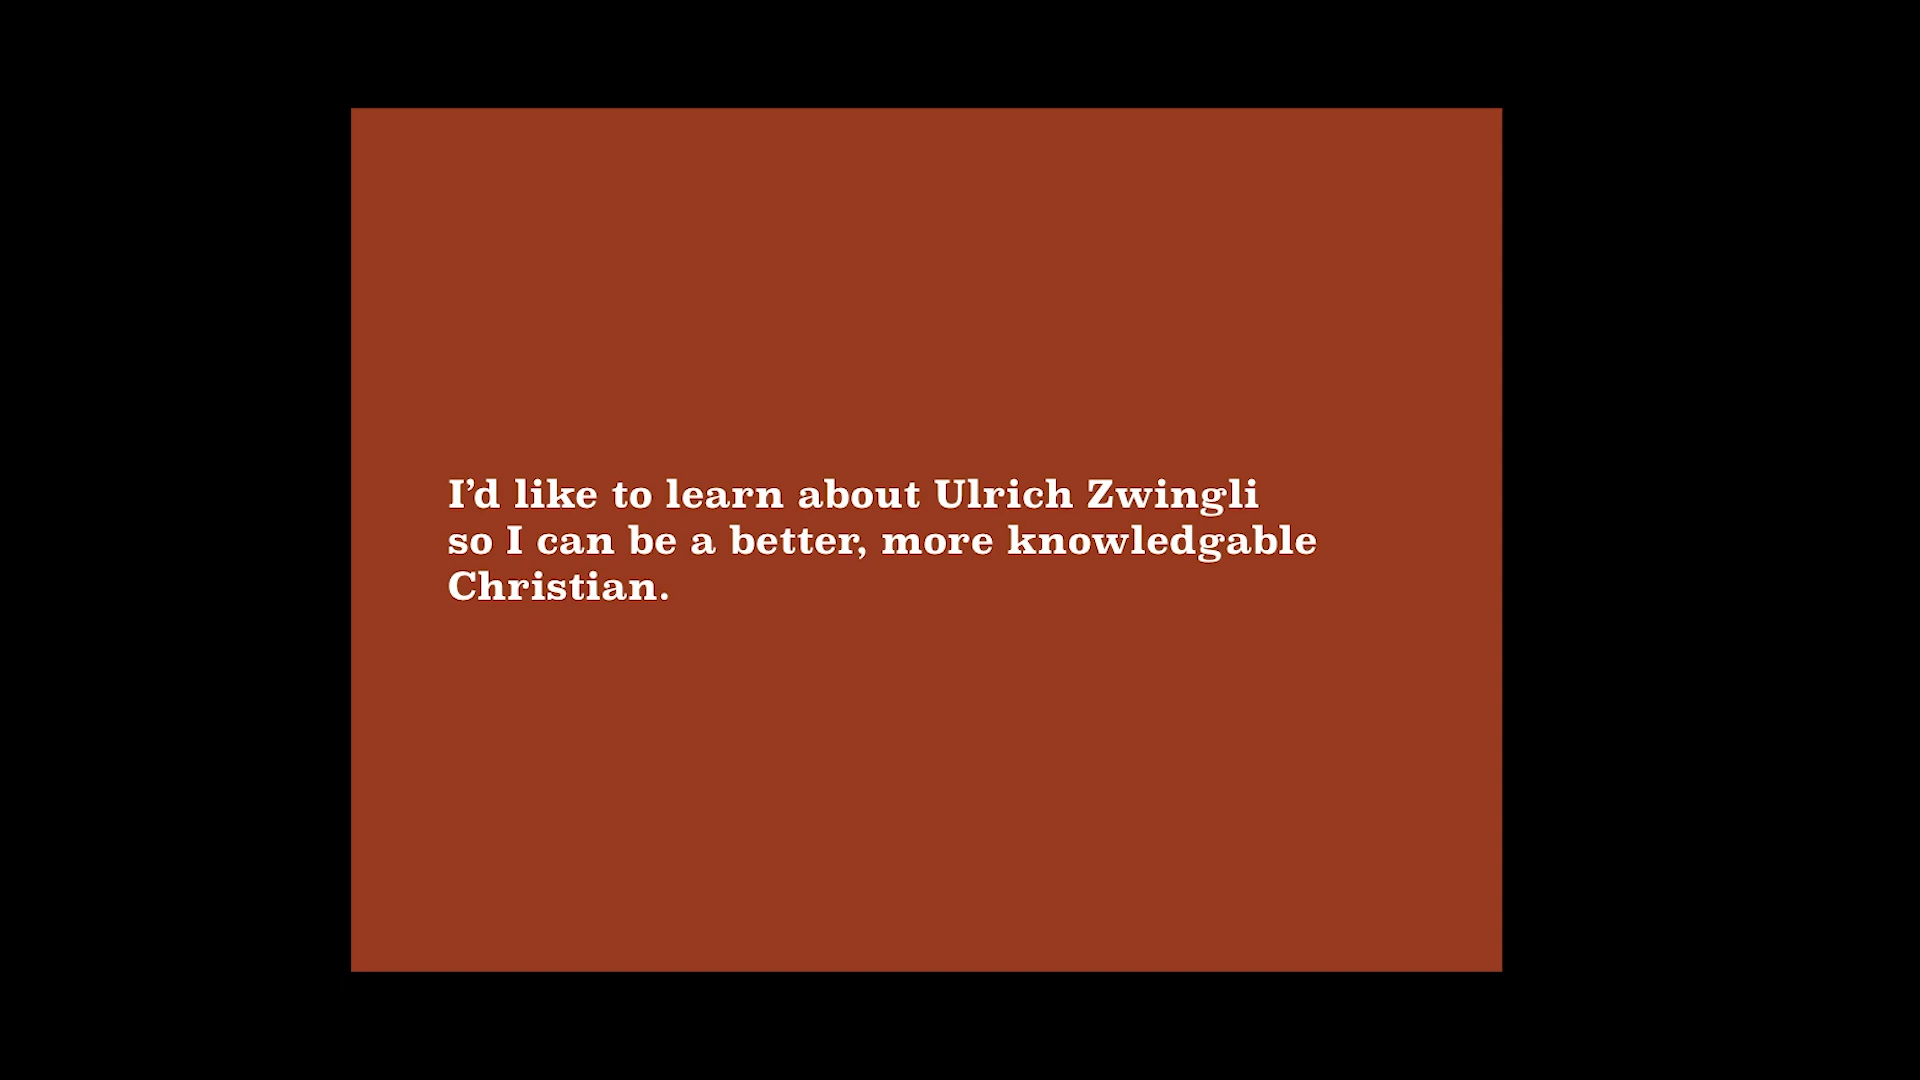 I’d like to learn about Ulrich Zwingli
so I can be a better, more knowledgable
Christian.